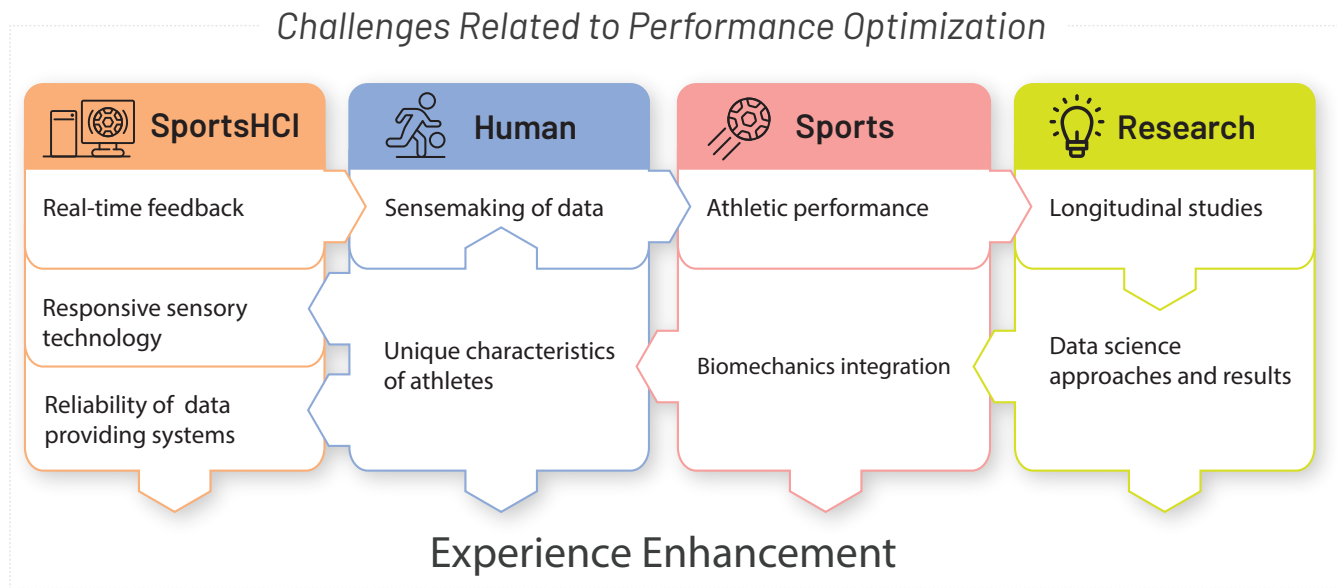 Challenges Related to Performance Optimization
SportsHCI
Real-time feedback
Responsive sensory
technology
Reliability of data
providing systems
Human
Sensemaking of data
Unique characteristics
of athletes
Sports
Athletic performance
Biomechanics integration
Research
Longitudinal studies
Data science
approaches and results
Experience Enhancement